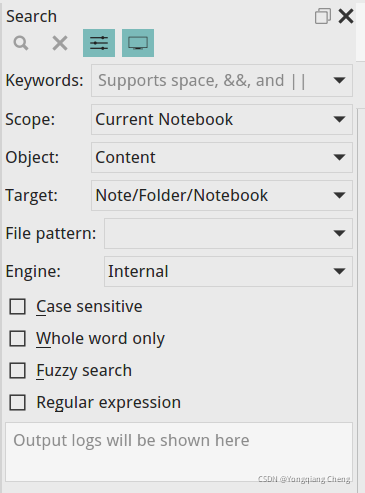 Search
Keywords: Supports space, &&, and ||
Scope: Current Notebook
Object: Content
Target: Note/Folder/Notebook
File pattern:
Engine: Internal
Case sensitive
Whole word only
Fuzzy search
Regular expression
Output logs will be shown here
CSDN @Yongqiang Cheng